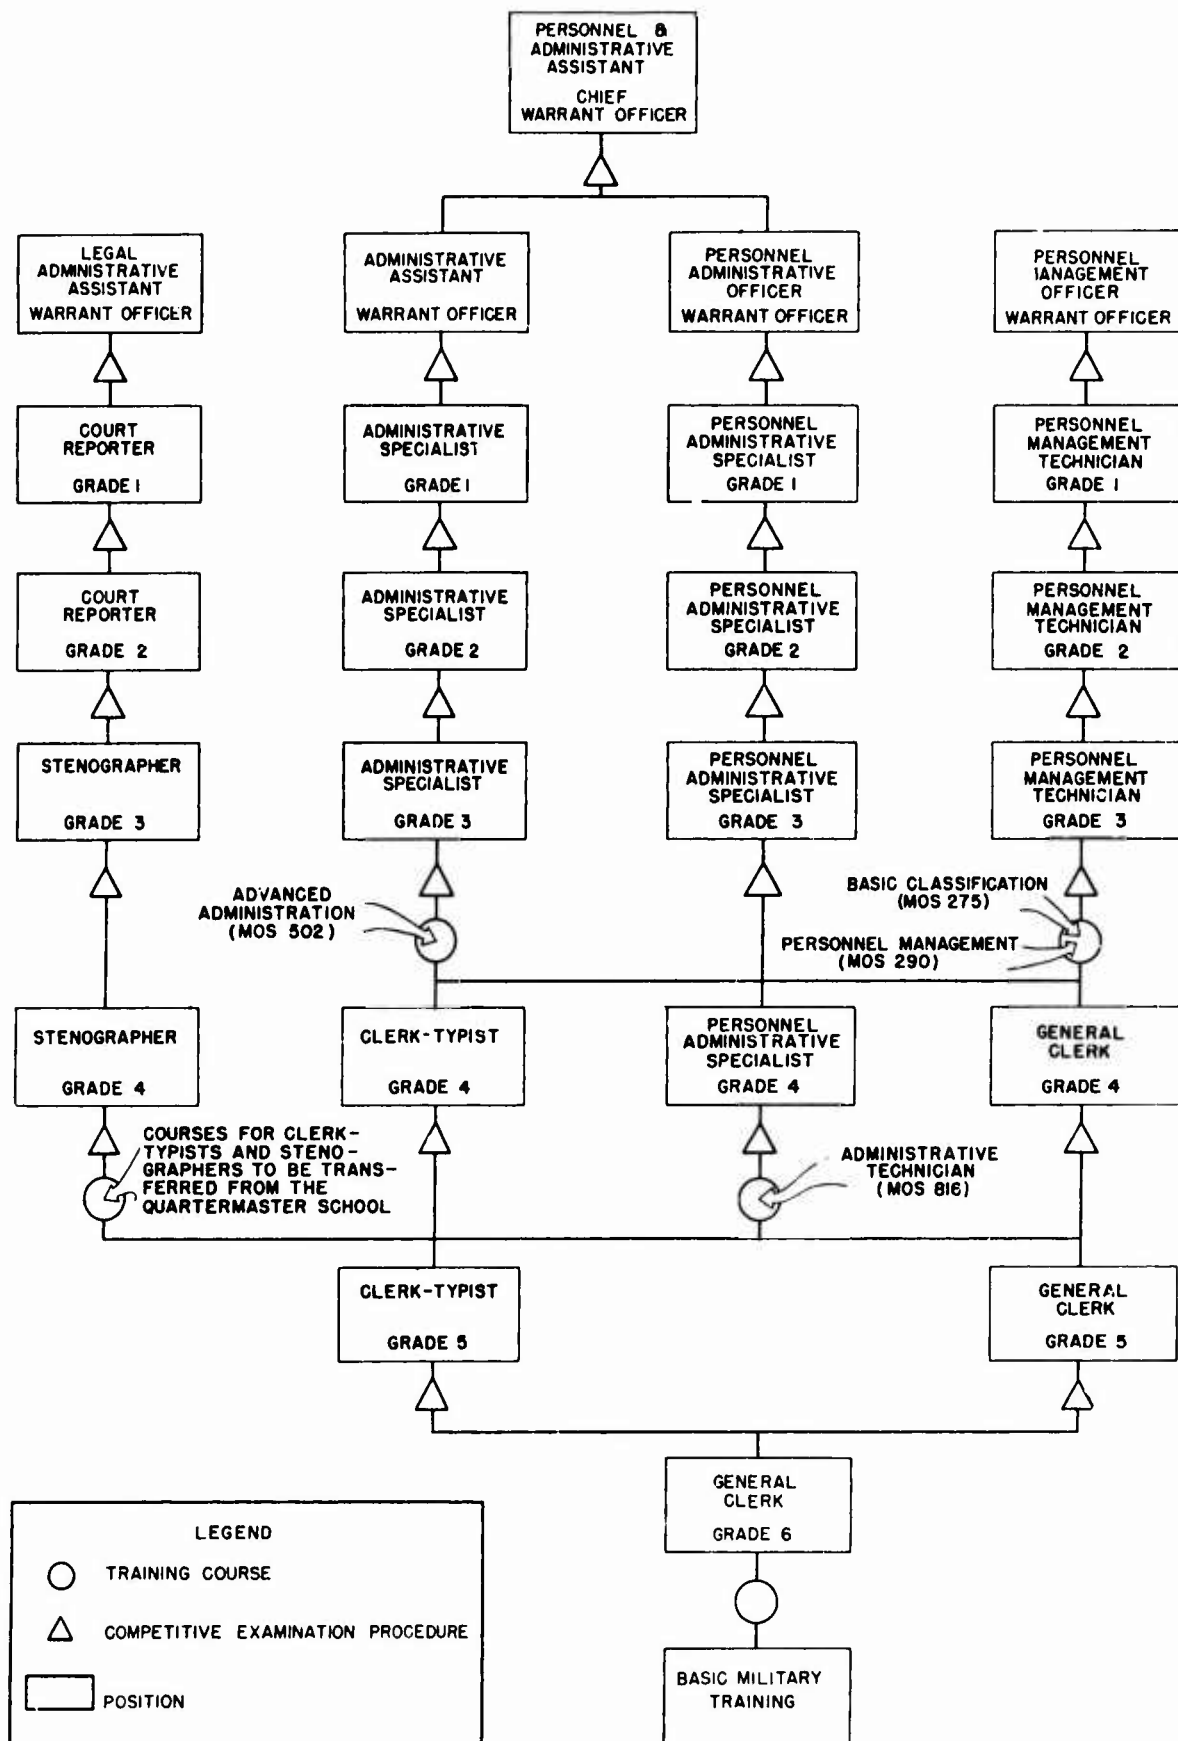 PERSONNEL &
ADMINISTRATIVE
ASSISTANT
CHIEF
WARRANT OFFICER
LEGAL
ADMINISTRATIVE
ASSISTANT
WARRANT OFFICER
ADMINISTRATIVE
ASSISTANT
WARRANT OFFICER
PERSONNEL
ADMINISTRATIVE
OFFICER
WARRANT OFFICER
PERSONNEL
IANAGEMENT
OFFICER
WARRANT OFFICER
COURT
REPORTER
GRADE 1
ADMINISTRATIVE
SPECIALIST
GRADE 1
PERSONNEL
ADMINISTRATIVE
SPECIALIST
GRADE 1
PERSONNEL
MANAGEMENT
TECHNICIAN
GRADE 1
COURT
REPORTER
GRADE 2
ADMINISTRATIVE
SPECIALIST
GRADE 2
PERSONNEL
ADMINISTRATIVE
SPECIALIST
GRADE 2
PERSONNEL
MANAGEMENT
TECHNICIAN
GRADE 2
STENOGRAPHER
GRADE 3
ADMINISTRATIVE
SPECIALIST
GRADE 3
PERSONNEL
ADMINISTRATIVE
SPECIALIST
GRADE 3
PERSONNEL
MANAGEMENT
TECHNICIAN
GRADE 3
ADVANCED
ADMINISTRATION
(MOS 502)
BASIC CLASSIFICATION
(MOS 275)
PERSONNEL MANAGEMENT
(MOS 290)
STENOGRAPHER
GRADE 4
CLERK-TYPIST
GRADE 4
PERSONNEL
ADMINISTRATIVE
SPECIALIST
GRADE 4
GENERAL
CLERK
GRADE 4
COURSES FOR CLERK-
TYPISTS AND STENO-
GRAPHERS TO BE TRANS-
FERRED FROM THE
QUARTERMASTER SCHOOL
ADMINISTRATIVE
TECHNICIAN
(MOS 816)
CLERK-TYPIST
GRADE 5
GENERAL
CLERK
GRADE 5
GENERAL
CLERK
GRADE 6
BASIC MILITARY
TRAINING
LEGEND
TRAINING COURSE
COMPETITIVE EXAMINATION PROCEDURE
POSITION